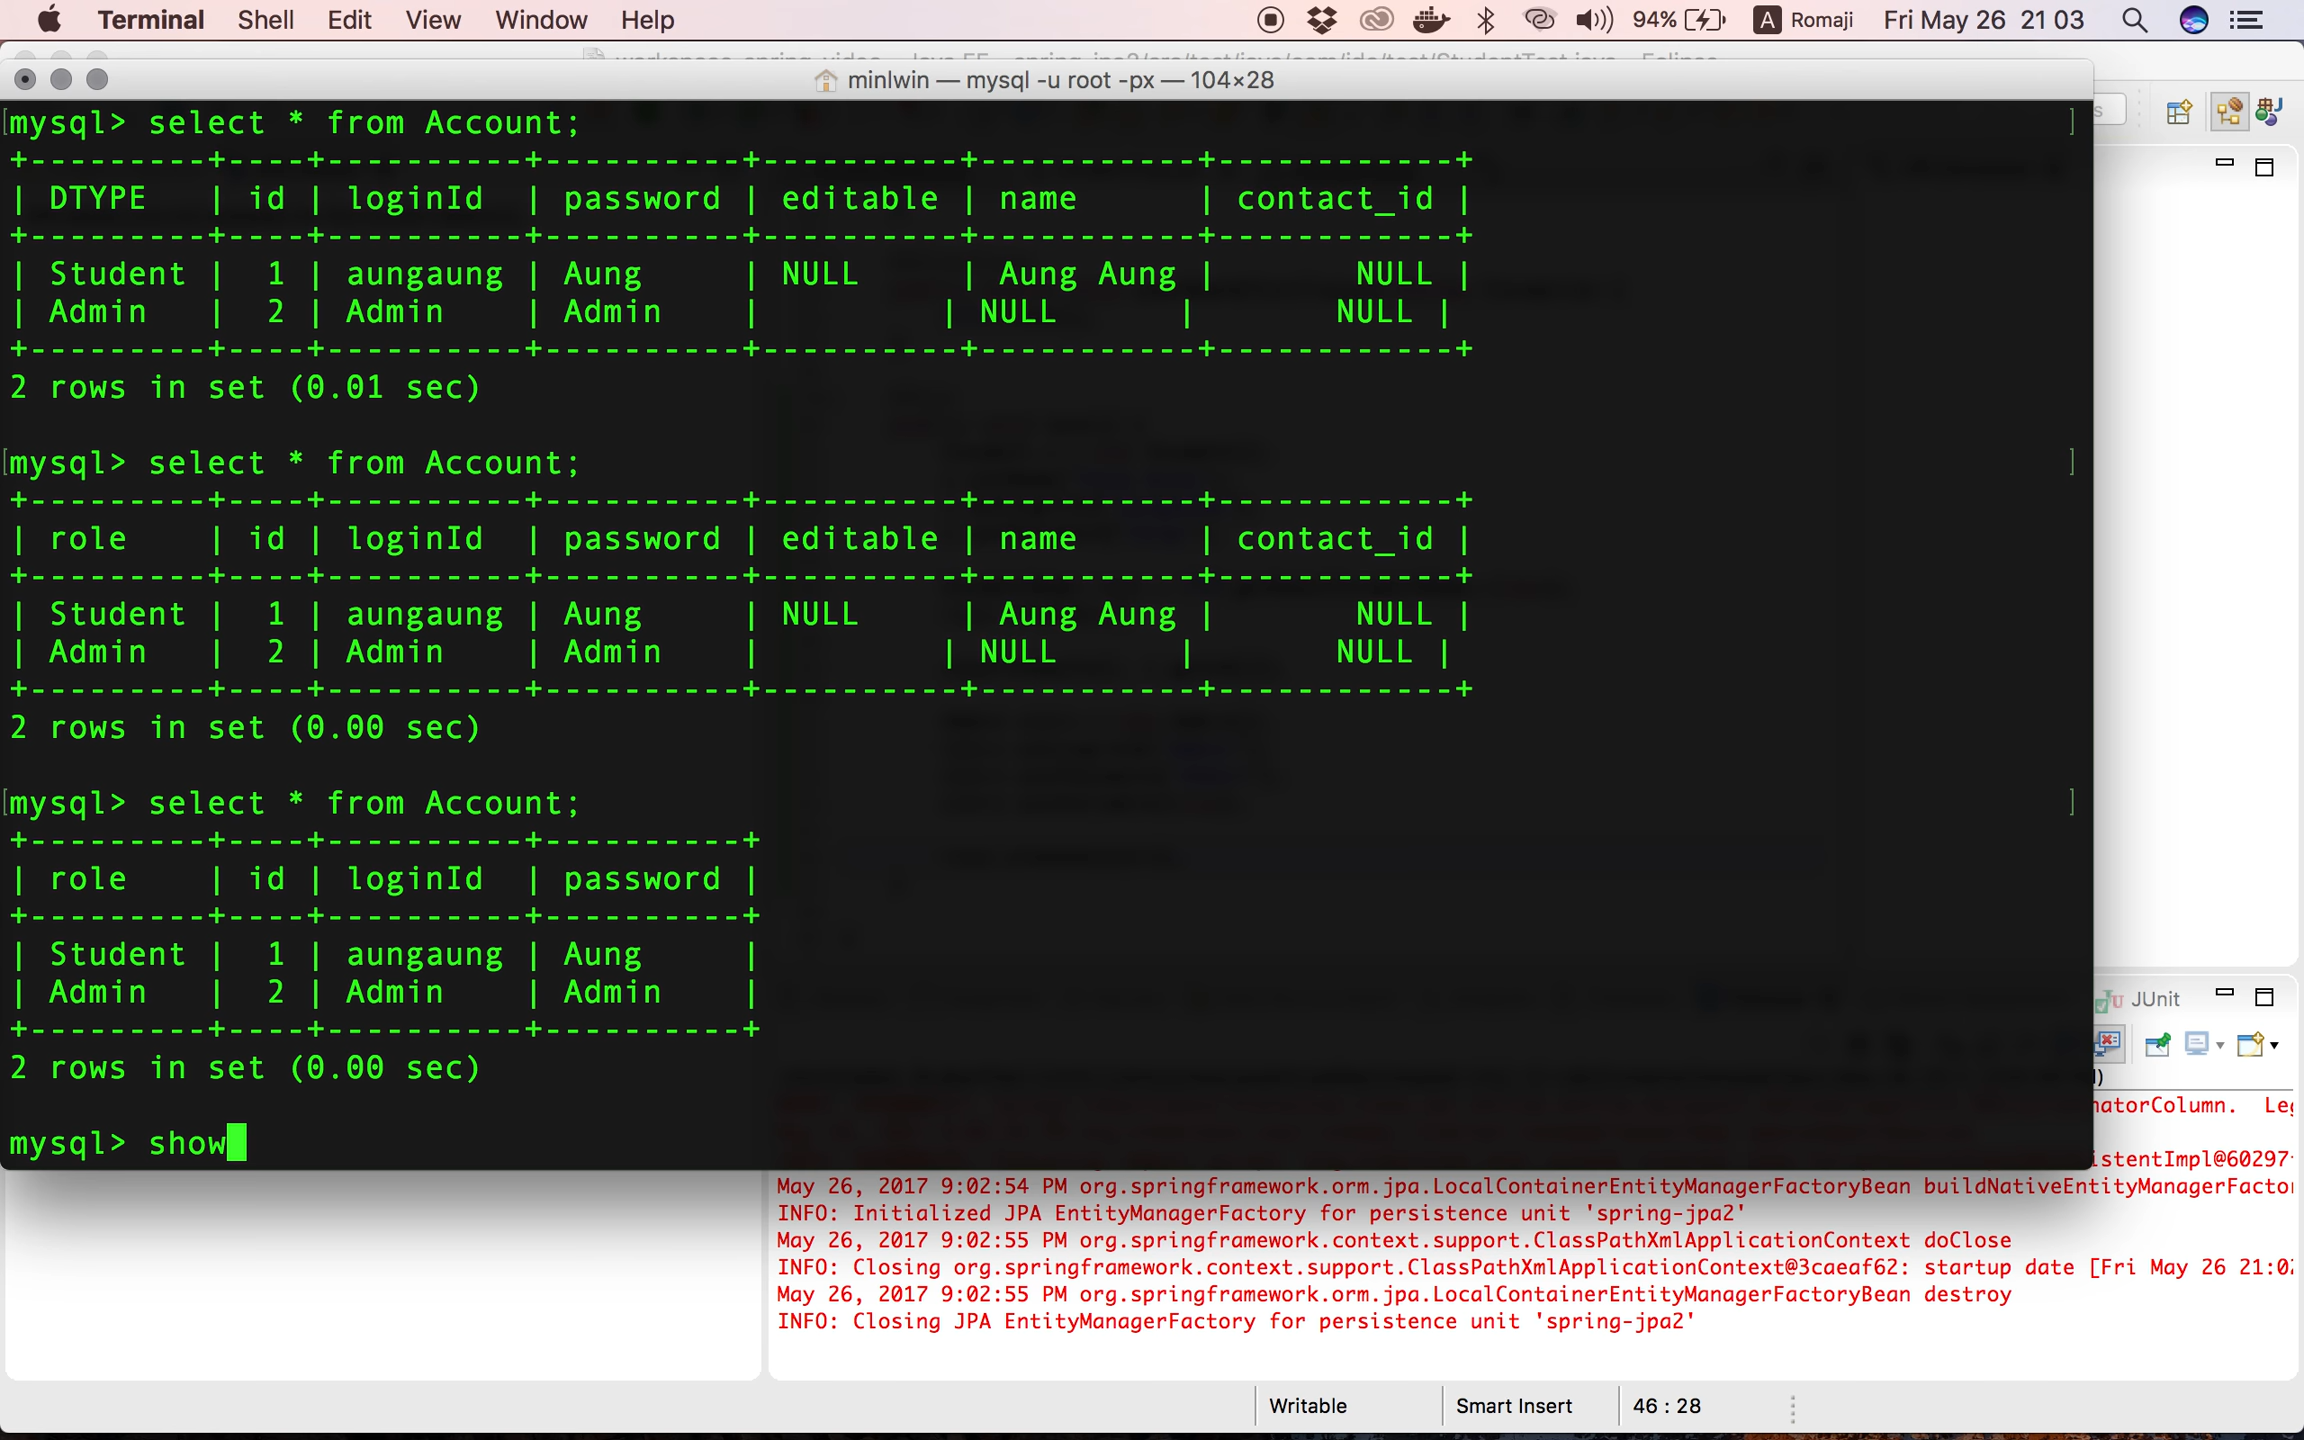 Terminal Shell Edit View Window Help 94% A Romaji Fri May 26 21 03
minlwin — mysql -u root -px — 104×28
mysql> select * from Account;
+---------+----+----------+----------+----------+-----------+------------+
| DTYPE   | id | loginId  | password | editable | name      | contact_id |
+---------+----+----------+----------+----------+-----------+------------+
| Student |  1 | aungaung | Aung     | NULL     | Aung Aung |       NULL |
| Admin   |  2 | Admin    | Admin    |         | NULL      |       NULL |
+---------+----+----------+----------+----------+-----------+------------+
2 rows in set (0.01 sec)
mysql> select * from Account;
+---------+----+----------+----------+----------+-----------+------------+
| role    | id | loginId  | password | editable | name      | contact_id |
+---------+----+----------+----------+----------+-----------+------------+
| Student |  1 | aungaung | Aung     | NULL     | Aung Aung |       NULL |
| Admin   |  2 | Admin    | Admin    |         | NULL      |       NULL |
+---------+----+----------+----------+----------+-----------+------------+
2 rows in set (0.00 sec)
mysql> select * from Account;
+---------+----+----------+----------+
| role    | id | loginId  | password |
+---------+----+----------+----------+
| Student |  1 | aungaung | Aung     |
| Admin   |  2 | Admin    | Admin    |
+---------+----+----------+----------+
2 rows in set (0.00 sec)
mysql> show
JUnit
natorColumn.
istentImpl@60297
May 26, 2017 9:02:54 PM org.springframework.orm.jpa.LocalContainerEntityManagerFactoryBean buildNativeEntityManagerFactor
INFO: Initialized JPA EntityManagerFactory for persistence unit 'spring-jpa2'
May 26, 2017 9:02:55 PM org.springframework.context.support.ClassPathXmlApplicationContext doClose
INFO: Closing org.springframework.context.support.ClassPathXmlApplicationContext@3caeaf62: startup date [Fri May 26 21:02
May 26, 2017 9:02:55 PM org.springframework.orm.jpa.LocalContainerEntityManagerFactoryBean destroy
INFO: Closing JPA EntityManagerFactory for persistence unit 'spring-jpa2'
Writable Smart Insert 46 : 28